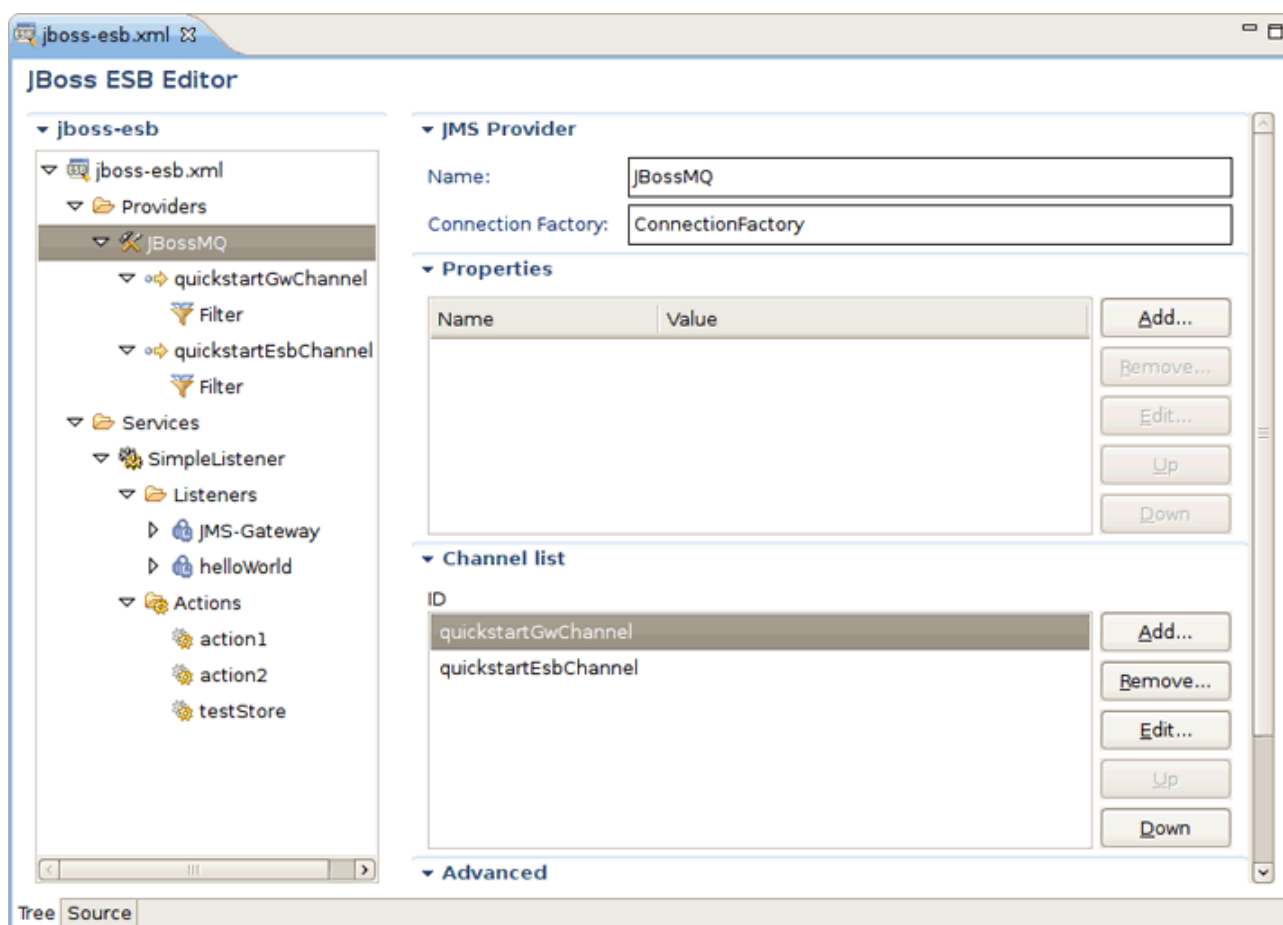 jboss-esb.xml
JBoss ESB Editor
jboss-esb
jboss-esb.xml
Providers
JBossMQ
quickstartGwChannel
Filter
quickstartEsbChannel
Filter
Services
SimpleListener
Listeners
JMS-Gateway
helloWorld
Actions
action1
action2
testStore
JMS Provider
Name: JBossMQ
Connection Factory: ConnectionFactory
Properties
Name Value
Add...
Remove...
Edit...
Up
Down
Channel list
ID
quickstartGwChannel
quickstartEsbChannel
Add...
Remove...
Edit...
Up
Down
Advanced
Tree Source